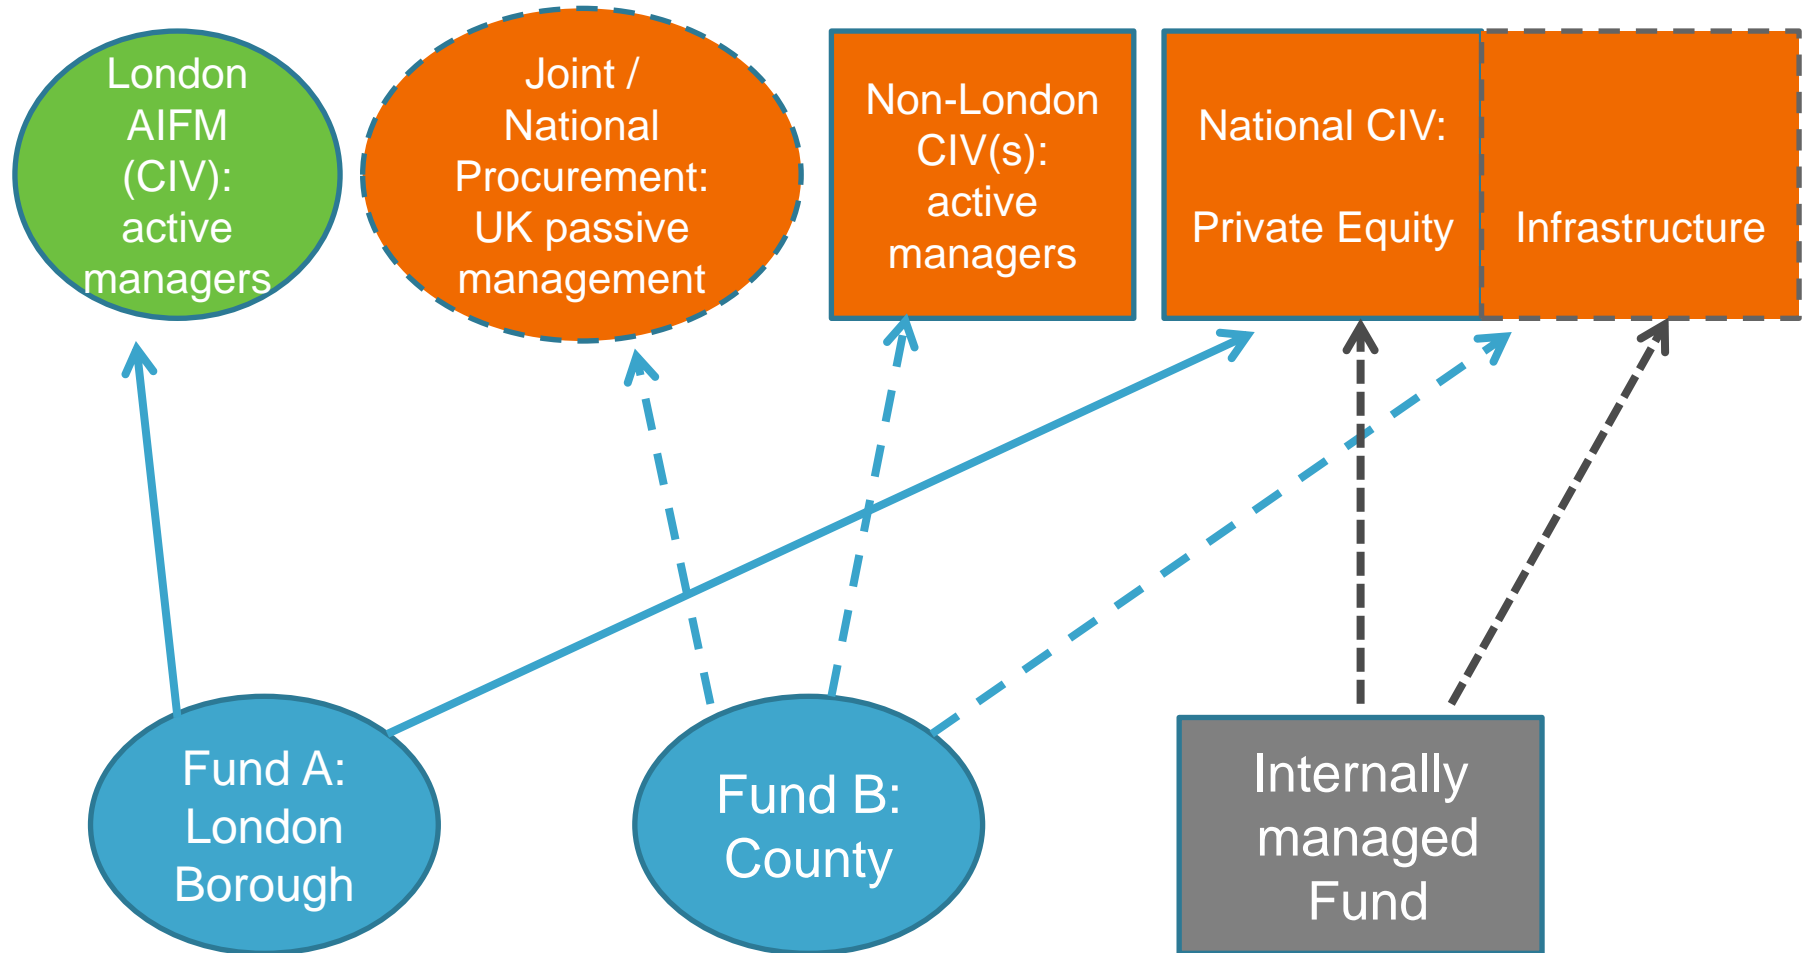 London
AIFM
(CIV):
active
managers
Joint /
National
Procurement:
UK passive
management
Non-London
CIV(s):
active
managers
National CIV:
Private Equity
Infrastructure
Fund A:
London
Borough
Fund B:
County
Internally
managed
Fund